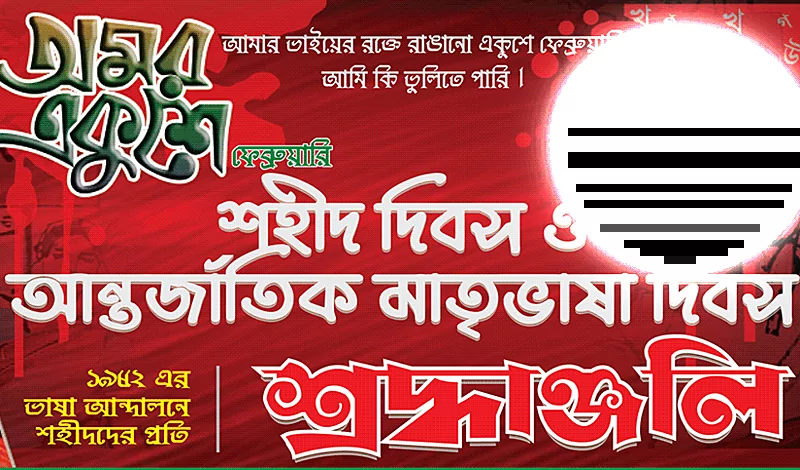 অমর
একুশে
ফেব্রুয়ারি
আমার ভাইয়ের রক্তে রাঙানো একুশে
আমি কি ভুলিতে পারি।
শহীদ দিবস ও
আন্তর্জাতিক মাতৃভাষা দিবস
১৯৫২ এর
ভাষা আন্দালনে
শহীদদের প্রতি
শ্রদ্ধাঞ্জলি
খ খ